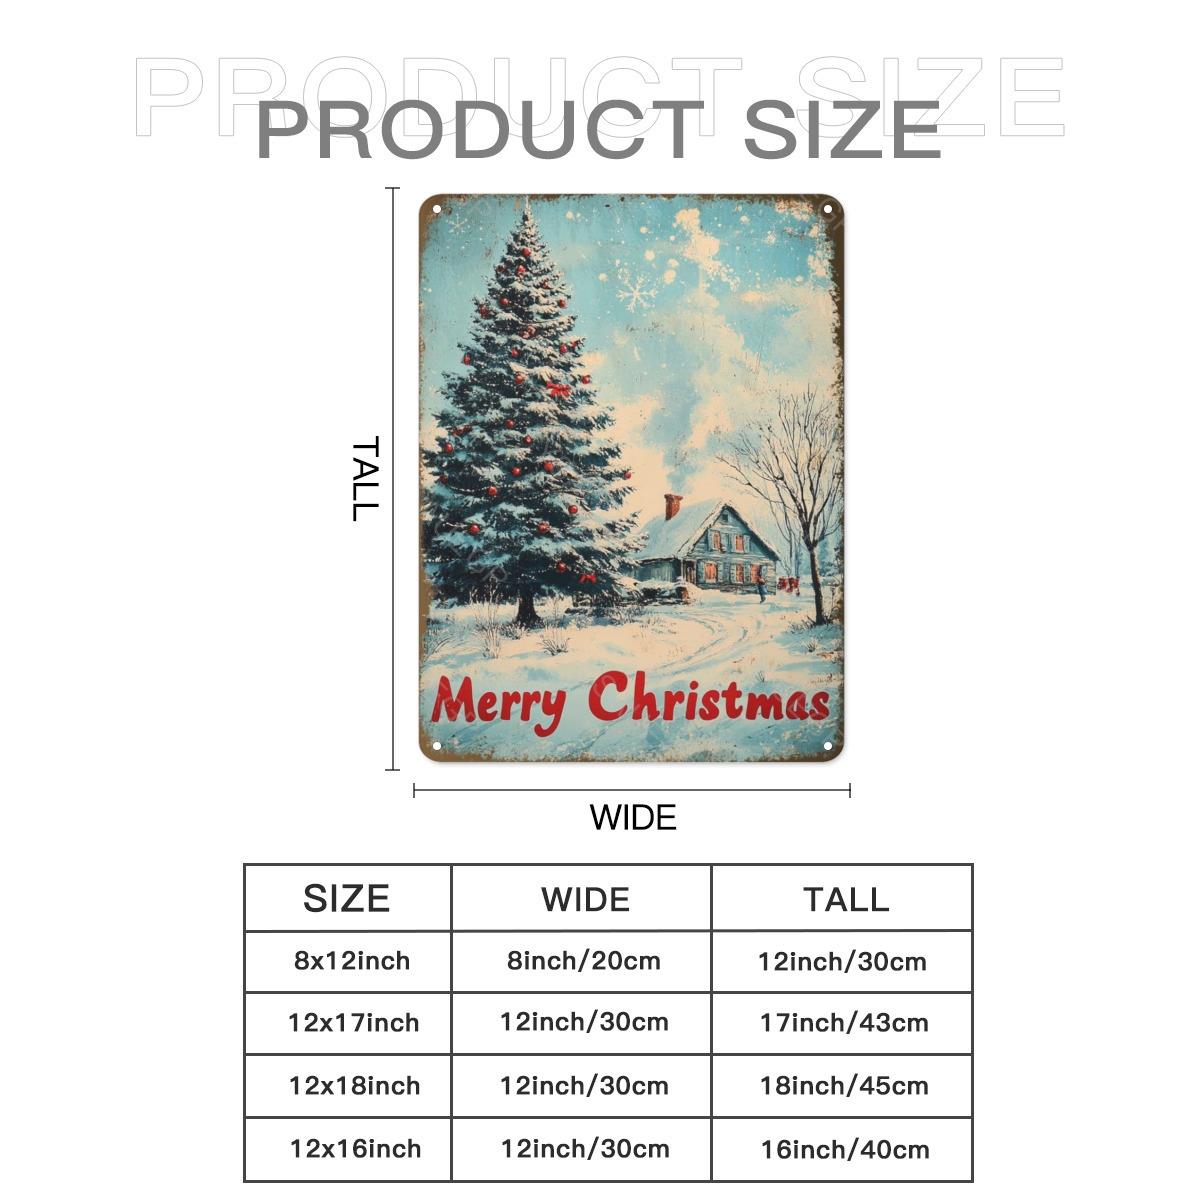 PRODUCT SIZE
PRODUCT SIZE
TALL
Merry Christmas
WIDE
SIZE WIDE TALL
8x12inch 8inch/20cm 12inch/30cm
12x17inch 12inch/30cm 17inch/43cm
12x18inch 12inch/30cm 18inch/45cm
12x16inch 12inch/30cm 16inch/40cm